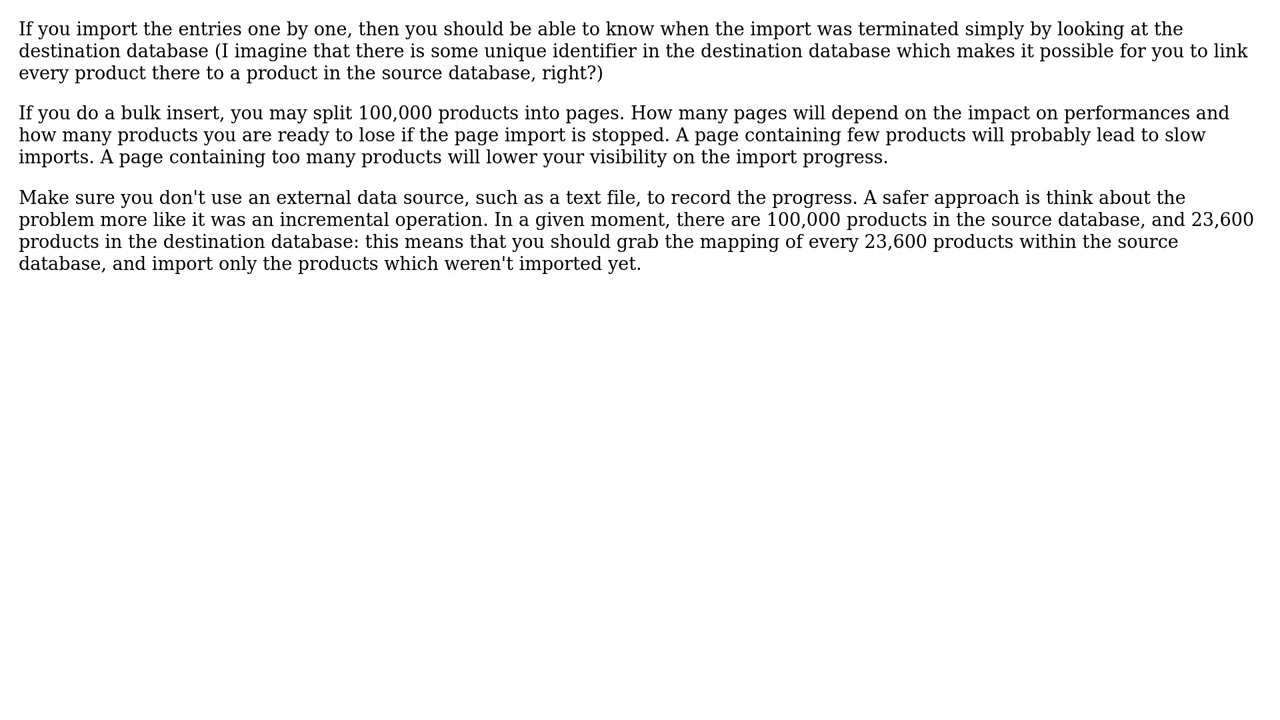 If you import the entries one by one, then you should be able to know when the import was terminated simply by looking at the
destination database (I imagine that there is some unique identifier in the destination database which makes it possible for you to link
every product there to a product in the source database, right?)
If you do a bulk insert, you may split 100,000 products into pages. How many pages will depend on the impact on performances and
how many products you are ready to lose if the page import is stopped. A page containing few products will probably lead to slow
imports. A page containing too many products will lower your visibility on the import progress.
Make sure you don't use an external data source, such as a text file, to record the progress. A safer approach is think about the
problem more like it was an incremental operation. In a given moment, there are 100,000 products in the source database, and 23,600
products in the destination database: this means that you should grab the mapping of every 23,600 products within the source
database, and import only the products which weren't imported yet.